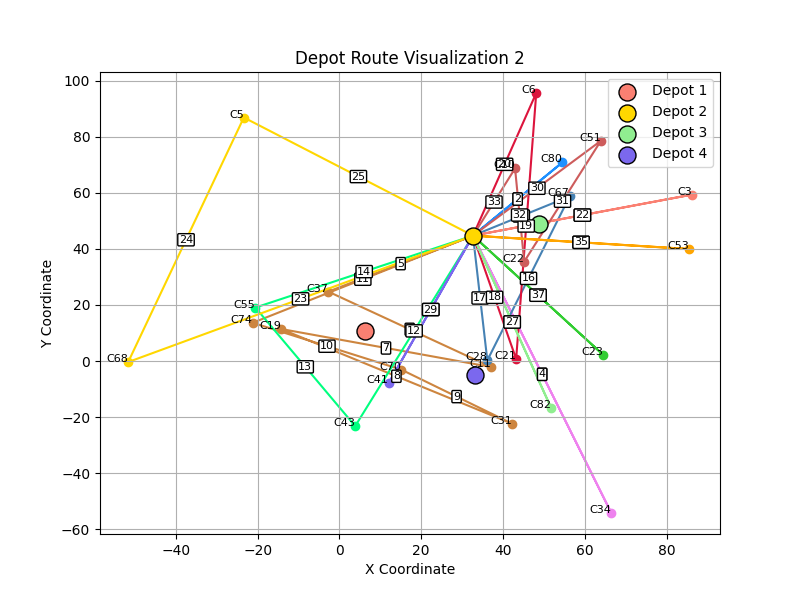 Depot Route Visualization 2
Y Coordinate
100
80
60
40
20
0
−20
−40
−60
−40
−20
0
20
40
60
80
X Coordinate
Depot 1
Depot 2
Depot 3
Depot 4
C6
C5
C51
C80
C67
C3
C53
C22
C37
C55
C74
C19
C68
C28
C21
C23
C41
C82
C31
C43
C34
25
24
33
2
30
31
32
19
22
35
5
14
23
16
17
18
37
29
27
12
7
10
13
8
9
4